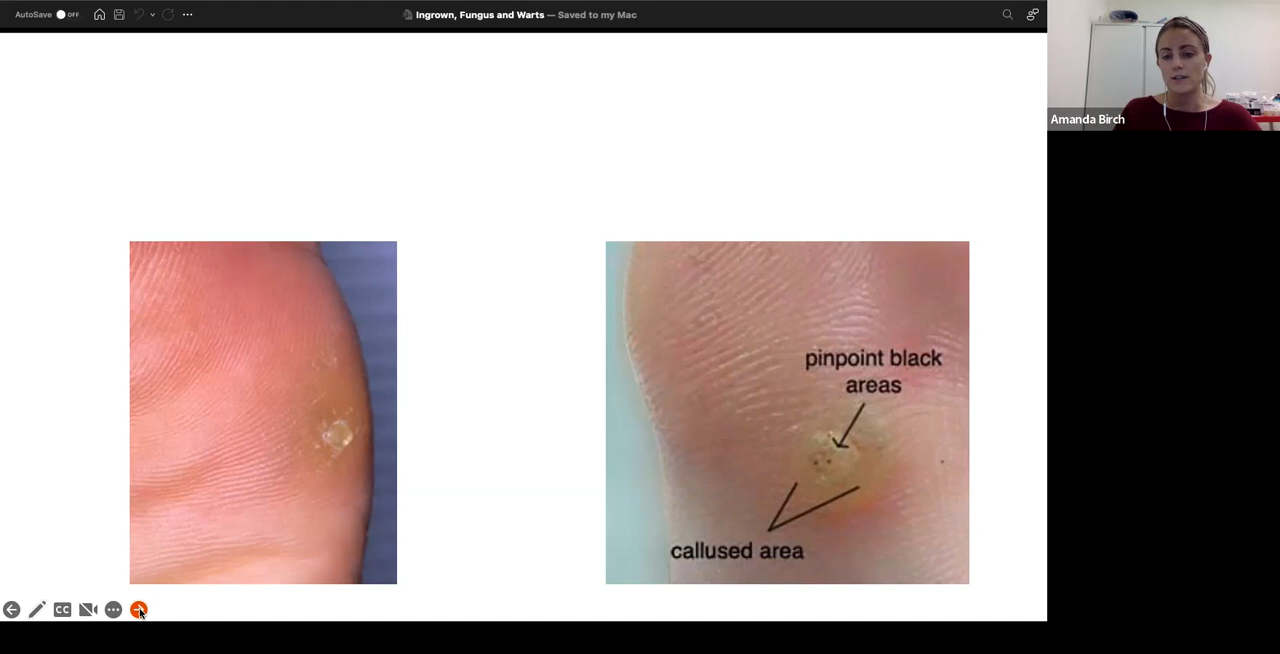 AutoSave OFF
Ingrown, Fungus and Warts — Saved to my Mac
Amanda Birch
pinpoint black
areas
callused area
CC